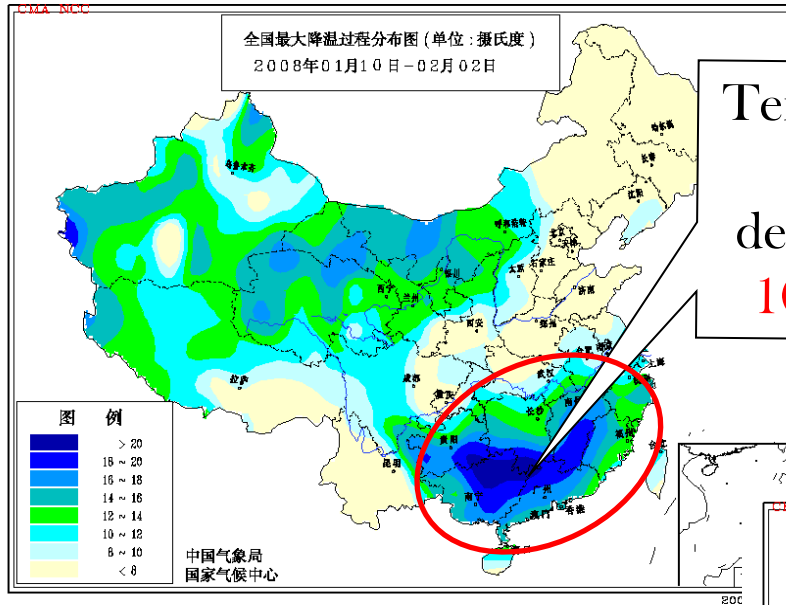 CMA NCC
全国最大降温过程分布图(单位:摄氏度)
2008年01月10日-02月02日
Te
de
10
哈尔滨
长春
沈阳
乌鲁木齐
呼和浩特
北京
天津
太原
石家庄
银川
济南
西宁
兰州
西安
郑州
合肥
南京
上海
武汉
杭州
拉萨
成都
重庆
长沙
南昌
贵阳
福州
昆明
台北
南宁
广州
澳門
香港
海口
图 例
> 20
18 ~ 20
16 ~ 18
14 ~ 16
12 ~ 14
10 ~ 12
8 ~ 10
< 8
中国气象局
国家气候中心
200